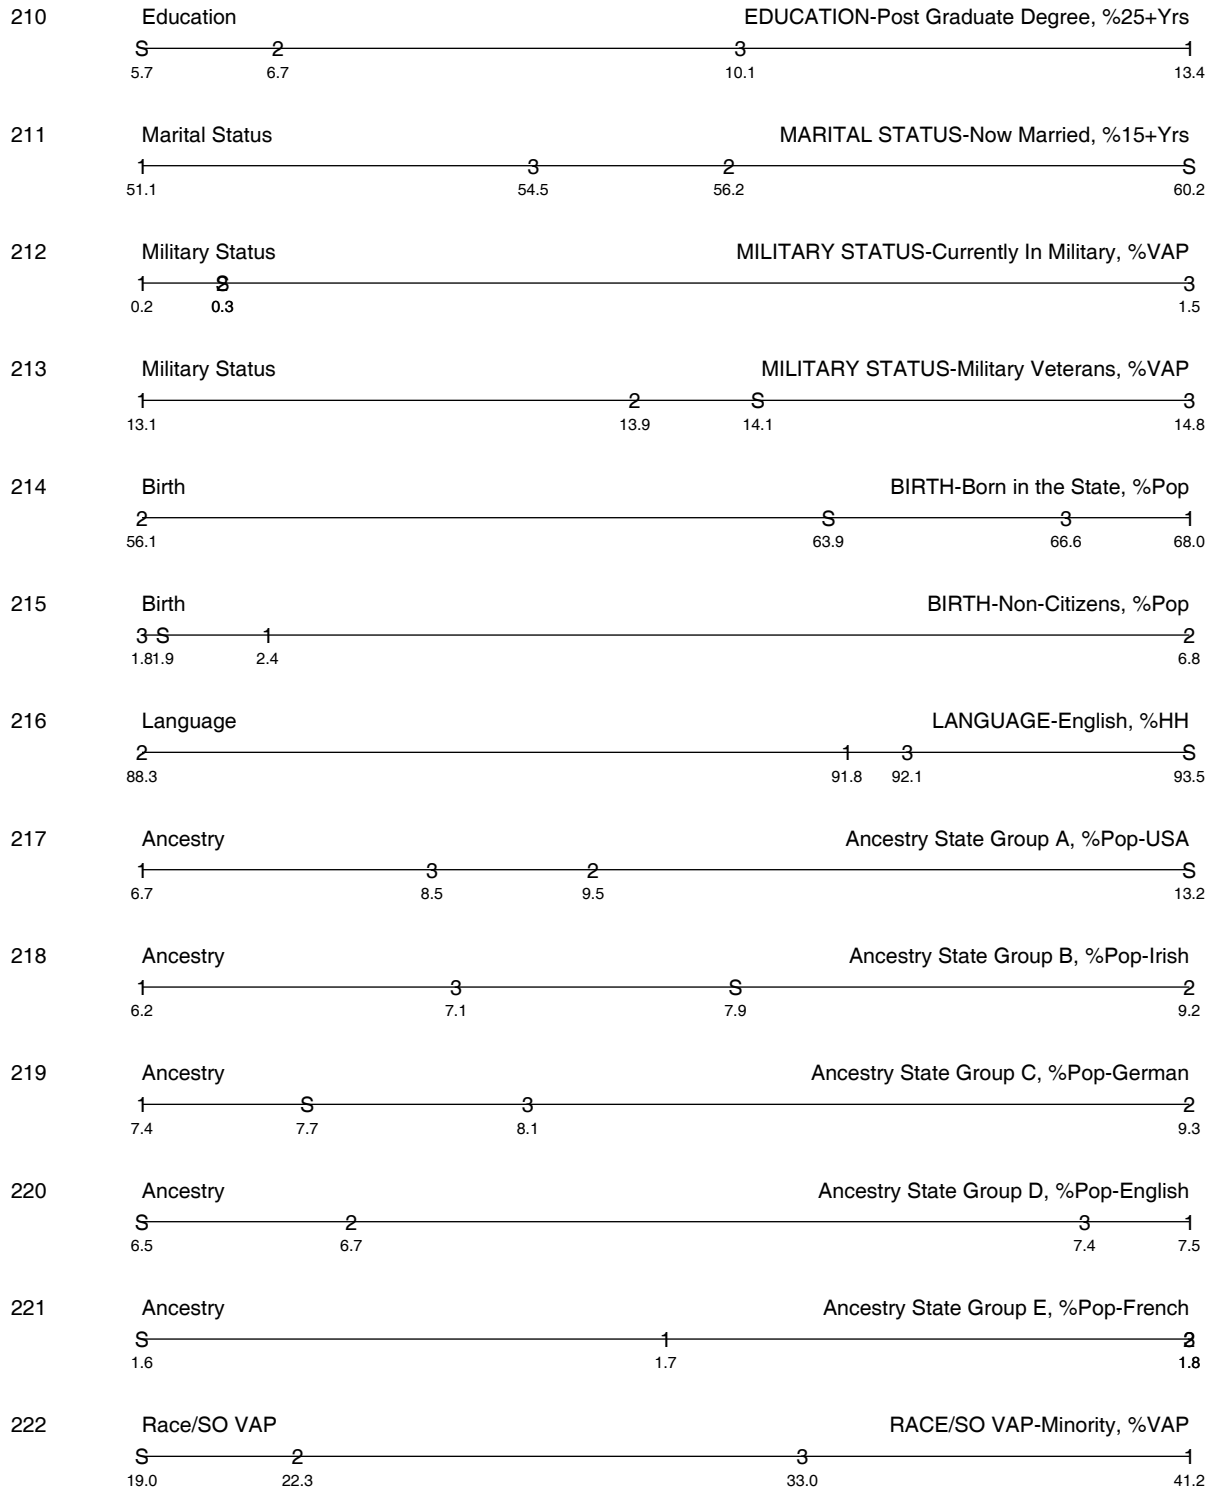 210 Education EDUCATION-Post Graduate Degree, %25+Yrs
S 2 3 1
5.7 6.7 10.1 13.4
211 Marital Status MARITAL STATUS-Now Married, %15+Yrs
1 3 2 S
51.1 54.5 56.2 60.2
212 Military Status MILITARY STATUS-Currently In Military, %VAP
1 3
0.2 0.3 1.5
213 Military Status MILITARY STATUS-Military Veterans, %VAP
1 2 S 3
13.1 13.9 14.1 14.8
214 Birth BIRTH-Born in the State, %Pop
2 S 3 1
56.1 63.9 66.6 68.0
215 Birth BIRTH-Non-Citizens, %Pop
3 S 1 2
1.8 1.9 2.4 6.8
216 Language LANGUAGE-English, %HH
2 1 3 S
88.3 91.8 92.1 93.5
217 Ancestry Ancestry State Group A, %Pop-USA
1 3 2 S
6.7 8.5 9.5 13.2
218 Ancestry Ancestry State Group B, %Pop-Irish
1 3 S 2
6.2 7.1 7.9 9.2
219 Ancestry Ancestry State Group C, %Pop-German
1 S 3 2
7.4 7.7 8.1 9.3
220 Ancestry Ancestry State Group D, %Pop-English
S 2 3 1
6.5 6.7 7.4 7.5
221 Ancestry Ancestry State Group E, %Pop-French
S 1
1.6 1.7 1.8
222 Race/SO VAP RACE/SO VAP-Minority, %VAP
S 2 3 1
19.0 22.3 33.0 41.2